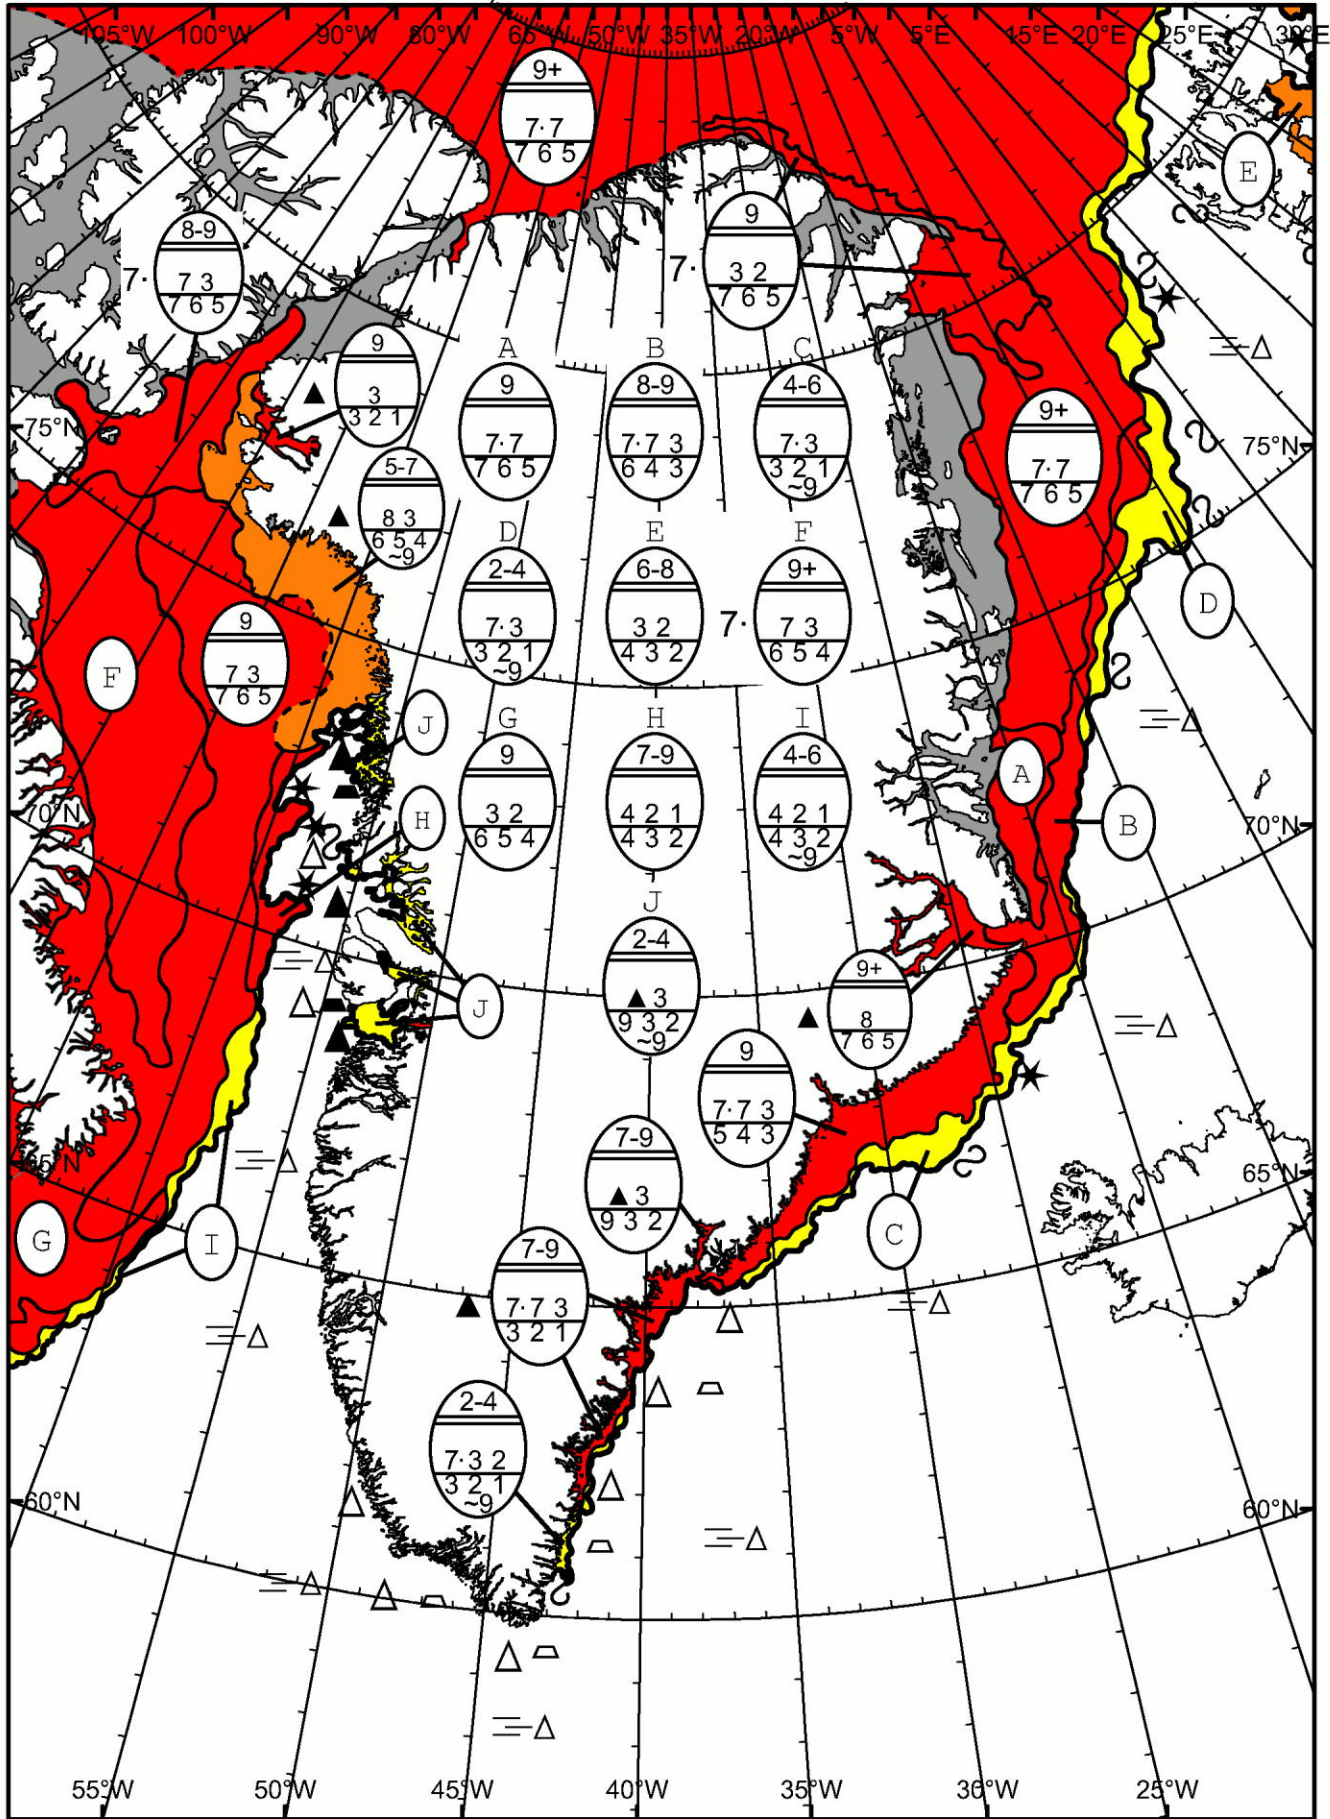 105°W 100°W 90°W 80°W 65°W 50°W 35°W 20°W 5°W 5°E 15°E 20°E 25°E 30°E
9+
7·7
7 6 5
E
8-9
7· 7 3
7 6 5
9
7· 3 2
7 6 5
9
▲ 3
3 2 1
A
9
7·7
7 6 5
B
8-9
7·7 3
6 4 3
C
4-6
7·3
3 2 1
~9
9+
7·7
7 6 5
75°N
75°N
5-7
▲ 8 3
6 5 4
~9
D
2-4
7·3
3 2 1
~9
E
6-8
3 2
4 3 2
F
9+
7· 7 3
6 5 4
D
F
9
7 3
7 6 5
J
G
9
3 2
6 5 4
H
7-9
4 2 1
4 3 2
I
4-6
4 2 1
4 3 2
~9
A
B
70°N
70°N
H
J
2-4
▲ 3
9 3 2
~9
9+
▲ 8
7 6 5
J
9
7·7 3
5 4 3
7-9
▲ 3
9 3 2
65°N
65°N
G
I
C
7-9
▲ 7·7 3
3 2 1
2-4
7·3 2
3 2 1
~9
60°N
60°N
55°W 50°W 45°W 40°W 35°W 30°W 25°W